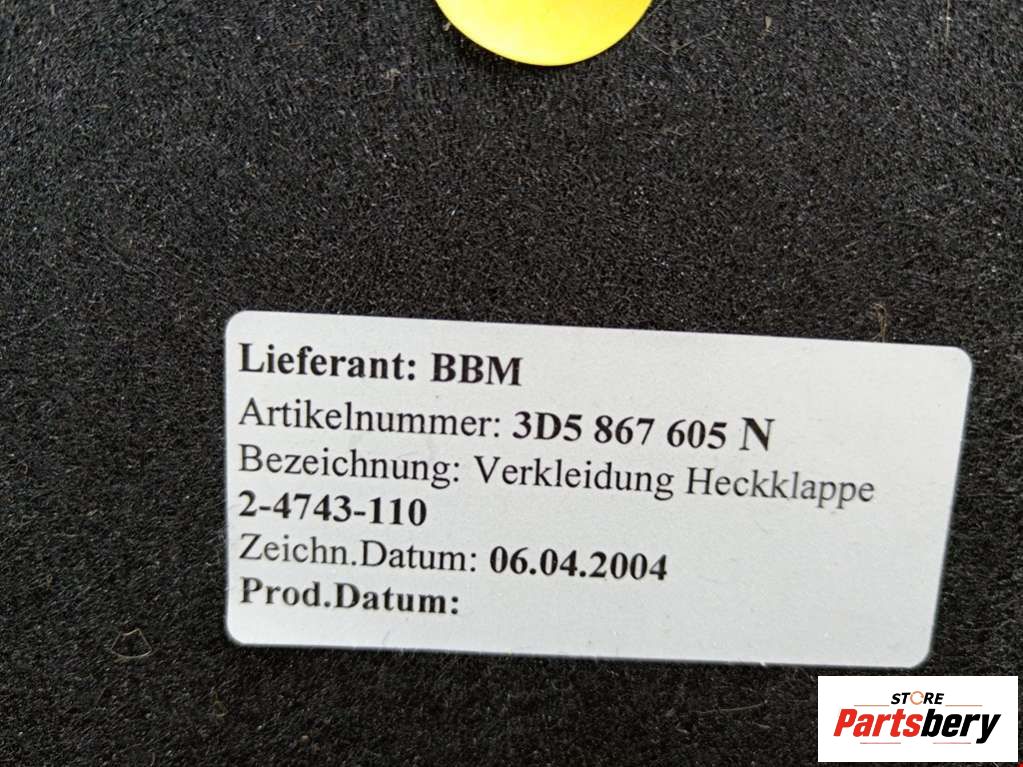 Lieferant: BBM
Artikelnummer: 3D5 867 605 N
Bezeichnung: Verkleidung Heckklappe
2-4743-110
Zeichn.Datum: 06.04.2004
Prod.Datum:
STORE
Partsbery